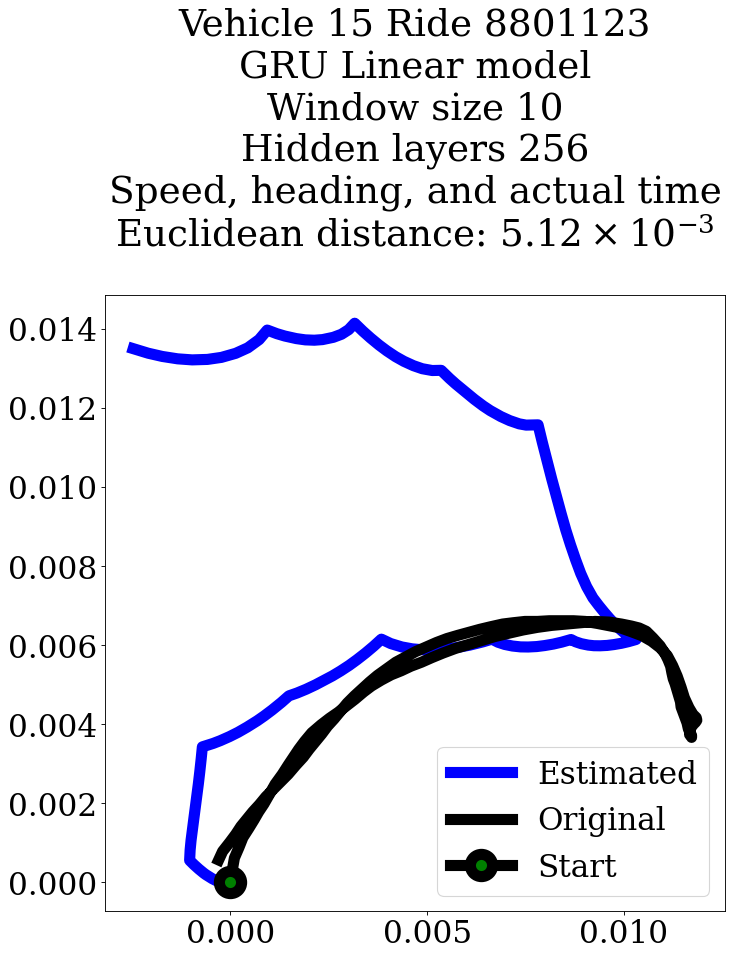 Vehicle 15 Ride 8801123
GRU Linear model
Window size 10
Hidden layers 256
Speed, heading, and actual time
Euclidean distance: 5.12 × 10⁻³
0.014
0.012
0.010
0.008
0.006
0.004
0.002
0.000
Estimated
Original
Start
0.000 0.005 0.010